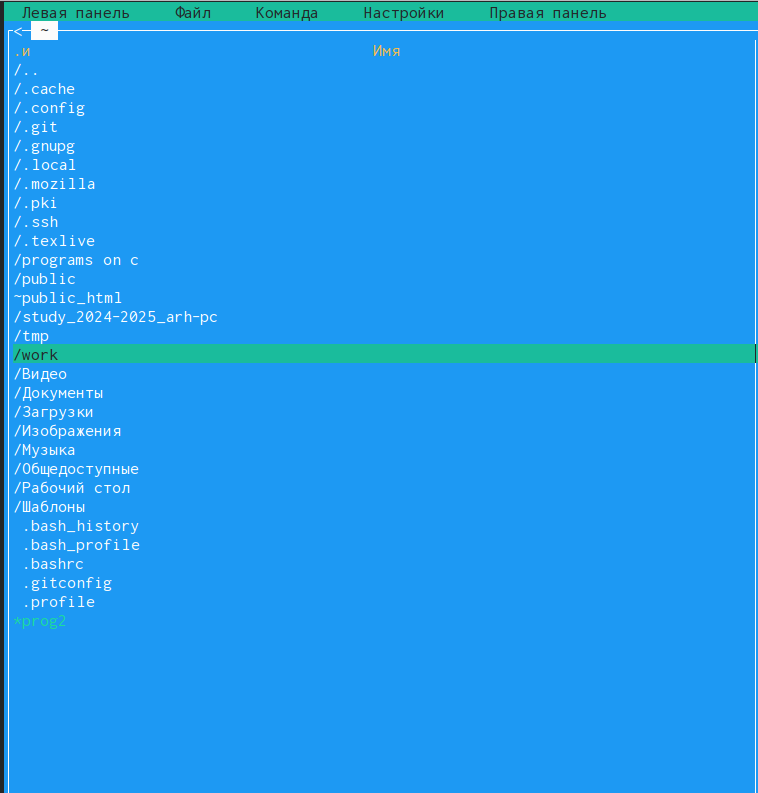 Левая панель Файл Команда Настройки Правая панель
< ~
.и Имя
/..
/.cache
/.config
/.git
/.gnupg
/.local
/.mozilla
/.pki
/.ssh
/.texlive
/programs on c
/public
~public_html
/study_2024-2025_arh-pc
/tmp
/work
/Видео
/Документы
/Загрузки
/Изображения
/Музыка
/Общедоступные
/Рабочий стол
/Шаблоны
.bash_history
.bash_profile
.bashrc
.gitconfig
.profile
*prog2